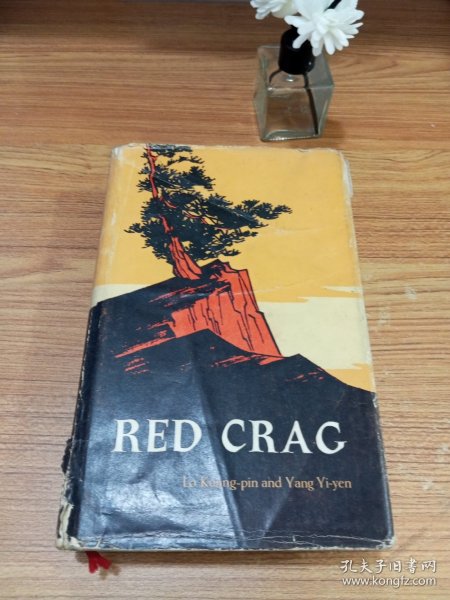 RED CRAG
Lo Kuang-pin and Yang Yi-yen
孔夫子旧书网
www.kongfz.com